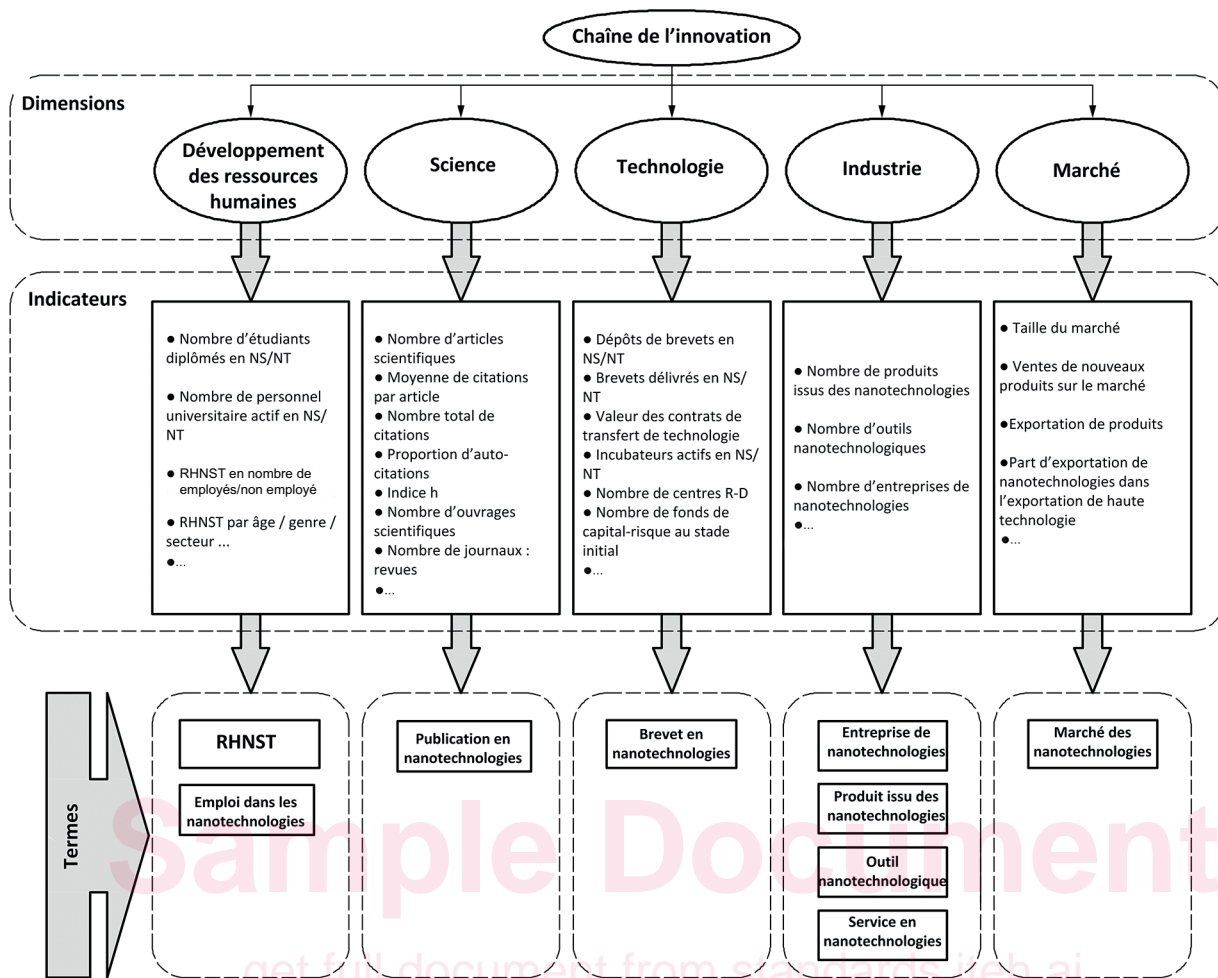 Chaîne de l’innovation
Dimensions
Développement
des ressources
humaines
Science
Technologie
Industrie
Marché
Indicateurs
● Nombre d’étudiants
diplômés en NS/NT
● Nombre de personnel
universitaire actif en NS/
NT
● RHNST en nombre de
employés/non employé
● RHNST par âge / genre /
secteur ...
●...
● Nombre d’articles
scientifiques
● Moyenne de citations
par article
● Nombre total de
citations
● Proportion d’auto-
citations
● Indice h
● Nombre d’ouvrages
scientifiques
● Nombre de journaux :
revues
●...
● Dépôts de brevets en
NS/NT
● Brevets délivrés en NS/
NT
● Valeur des contrats de
transfert de technologie
● Incubateurs actifs en NS/
NT
● Nombre de centres R-D
● Nombre de fonds de
capital-risque au stade
initial
●...
● Nombre de produits
issus des nanotechnologies
● Nombre d’outils
nanotechnologiques
● Nombre d’entreprises de
nanotechnologies
●...
● Taille du marché
● Ventes de nouveaux
produits sur le marché
●Exportation de produits
●Part d’exportation de
nanotechnologies dans
l’exportation de haute
technologie
●...
Termes
RHNST
Emploi dans les
nanotechnologies
Publication en
nanotechnologies
Brevet en
nanotechnologies
Entreprise de
nanotechnologies
Produit issu des
nanotechnologies
Outil
nanotechnologique
Service en
nanotechnologies
Marché des
nanotechnologies
Sample Document
get full document from standards.iteh.ai